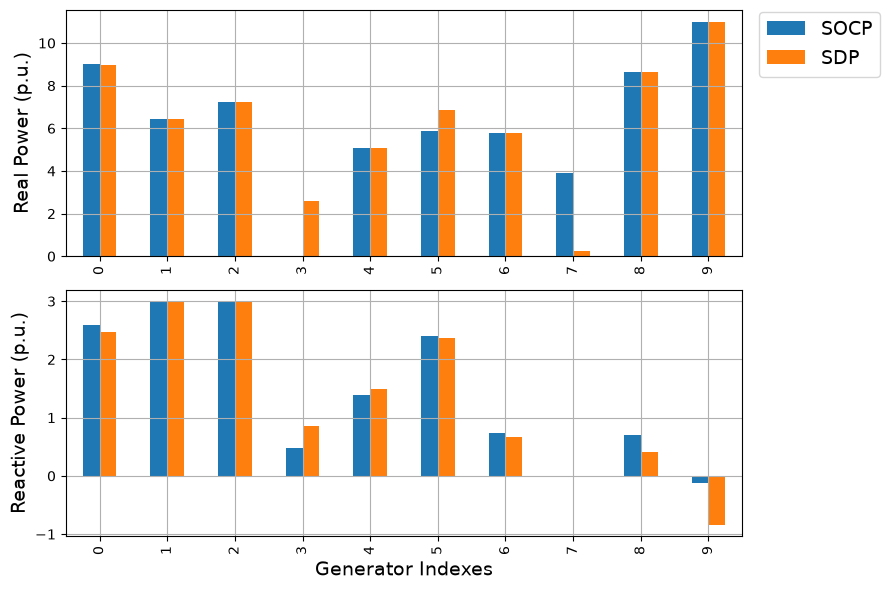 Real Power (p.u.)
10
8
6
4
2
0
0 1 2 3 4 5 6 7 8 9
SOCP
SDP
Reactive Power (p.u.)
3
2
1
0
−1
0 1 2 3 4 5 6 7 8 9
Generator Indexes